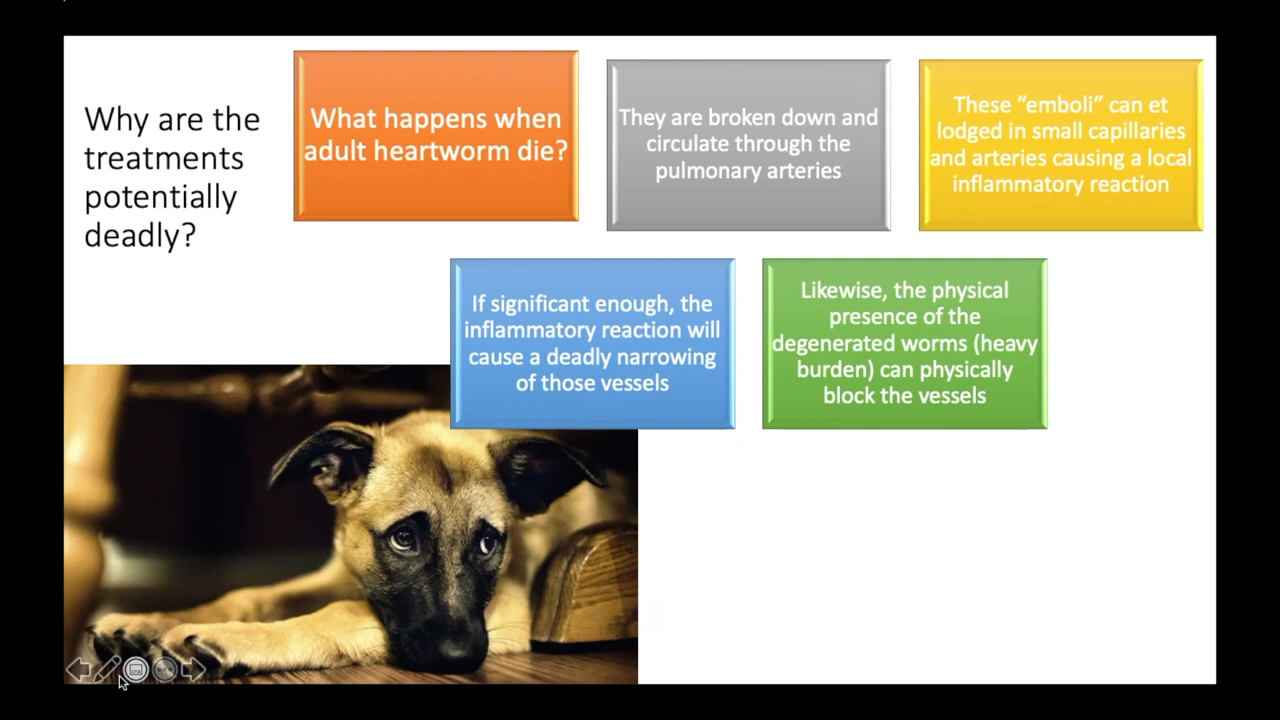 Why are the
treatments
potentially
deadly?
What happens when
adult heartworm die?
They are broken down and
circulate through the
pulmonary arteries
These “emboli” can et
lodged in small capillaries
and arteries causing a local
inflammatory reaction
If significant enough, the
inflammatory reaction will
cause a deadly narrowing
of those vessels
Likewise, the physical
presence of the
degenerated worms (heavy
burden) can physically
block the vessels